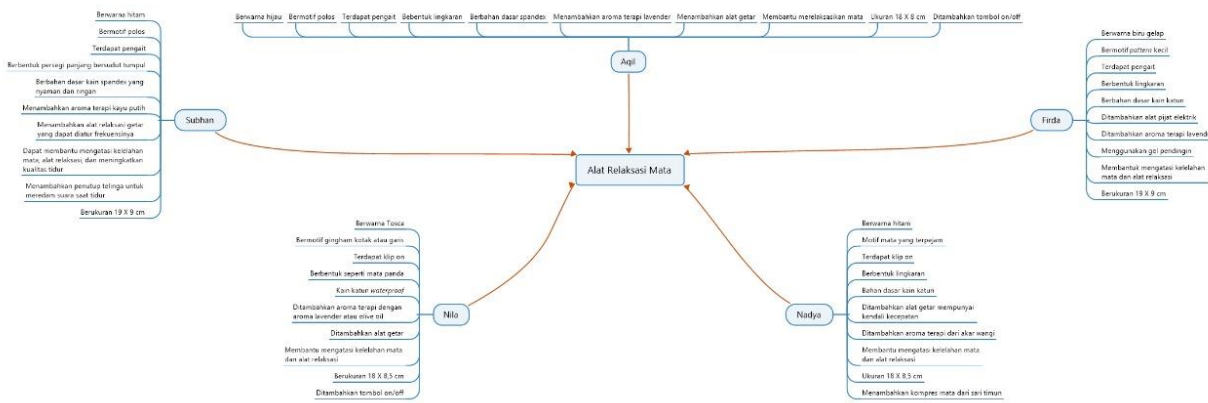 Berwarna hijau
Bermotif polos
Terdapat pengait
Bebentuk lingkaran
Berbahan dasar spandex
Menambahkan aroma terapi lavender
Menambahkan alat getar
Membantu merelaksasikan mata
Ukuran 18 X 8 cm
Ditambahkan tombol on/off
Aqil
Berwarna hitam
Bermotif polos
Terdapat pengait
Berbentuk persegi panjang bersudut tumpul
Berbahan dasar kain spandex yang
nyaman dan ringan
Menambahkan aroma terapi kayu putih
Menambahkan alat relaksasi getar
yang dapat diatur frekuensinya
Dapat membantu mengatasi kelelahan
mata, alat relaksasi, dan meningkatkan
kualitas tidur
Menambahkan penutup telinga untuk
meredam suara saat tidur
Berukuran 19 X 9 cm
Subhan
Alat Relaksasi Mata
Berwarna biru gelap
Bermotif pattern kecil
Terdapat pengait
Berbentuk lingkaran
Berbahan dasar kain katun
Ditambahkan alat pijat elektrik
Ditambahkan aroma terapi lavender
Menggunakan gel pendingin
Membantuk mengatasi kelelahan
mata dan alat relaksasi
Berukuran 19 X 9 cm
Firda
Berwarna Tosca
Bermotif gingham kotak atau garis
Terdapat klip on
Berbentuk seperti mata panda
Kain katun waterproof
Ditambahkan aroma terapi dengan
aroma lavender atau olive oil
Ditambahkan alat getar
Membantu mengatasi kelelahan mata
dan alat relaksasi
Berukuran 18 X 8,5 cm
Ditambahkan tombol on/off
Nila
Berwarna hitam
Motif mata yang terpejam
Terdapat klip on
Berbentuk lingkaran
Bahan dasar kain katun
Ditambahkan alat getar mempunyai
kendali kecepatan
Ditambahkan aroma terapi dari akar wangi
Membantu mengatasi kelelahan mata
dan alat relaksasi
Ukuran 18 X 8,5 cm
Menambahkan kompres mata dari sari timun
Nadya